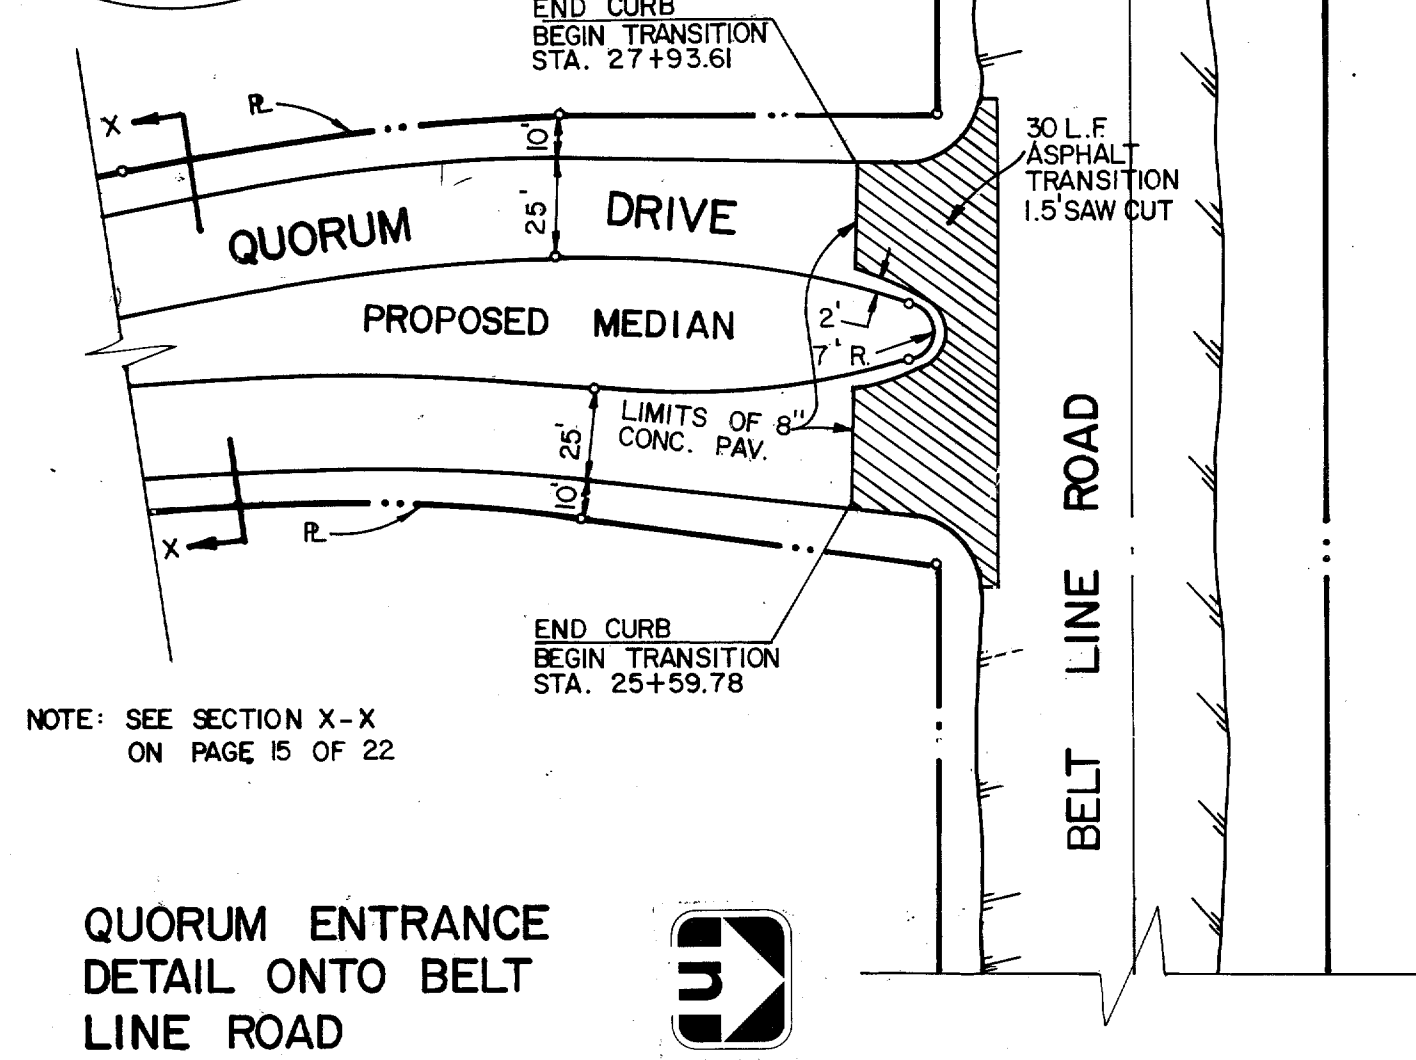 END CURB
BEGIN TRANSITION
STA. 27+93.61
X
PL
10'
30 L.F.
ASPHALT
TRANSITION
1.5' SAW CUT
25'
QUORUM DRIVE
PROPOSED MEDIAN
2'
7' R.
LIMITS OF 8"
CONC. PAV.
25'
10'
X
PL
BELT LINE ROAD
END CURB
BEGIN TRANSITION
STA. 25+59.78
NOTE: SEE SECTION X-X
ON PAGE 15 OF 22
QUORUM ENTRANCE
DETAIL ONTO BELT
LINE ROAD